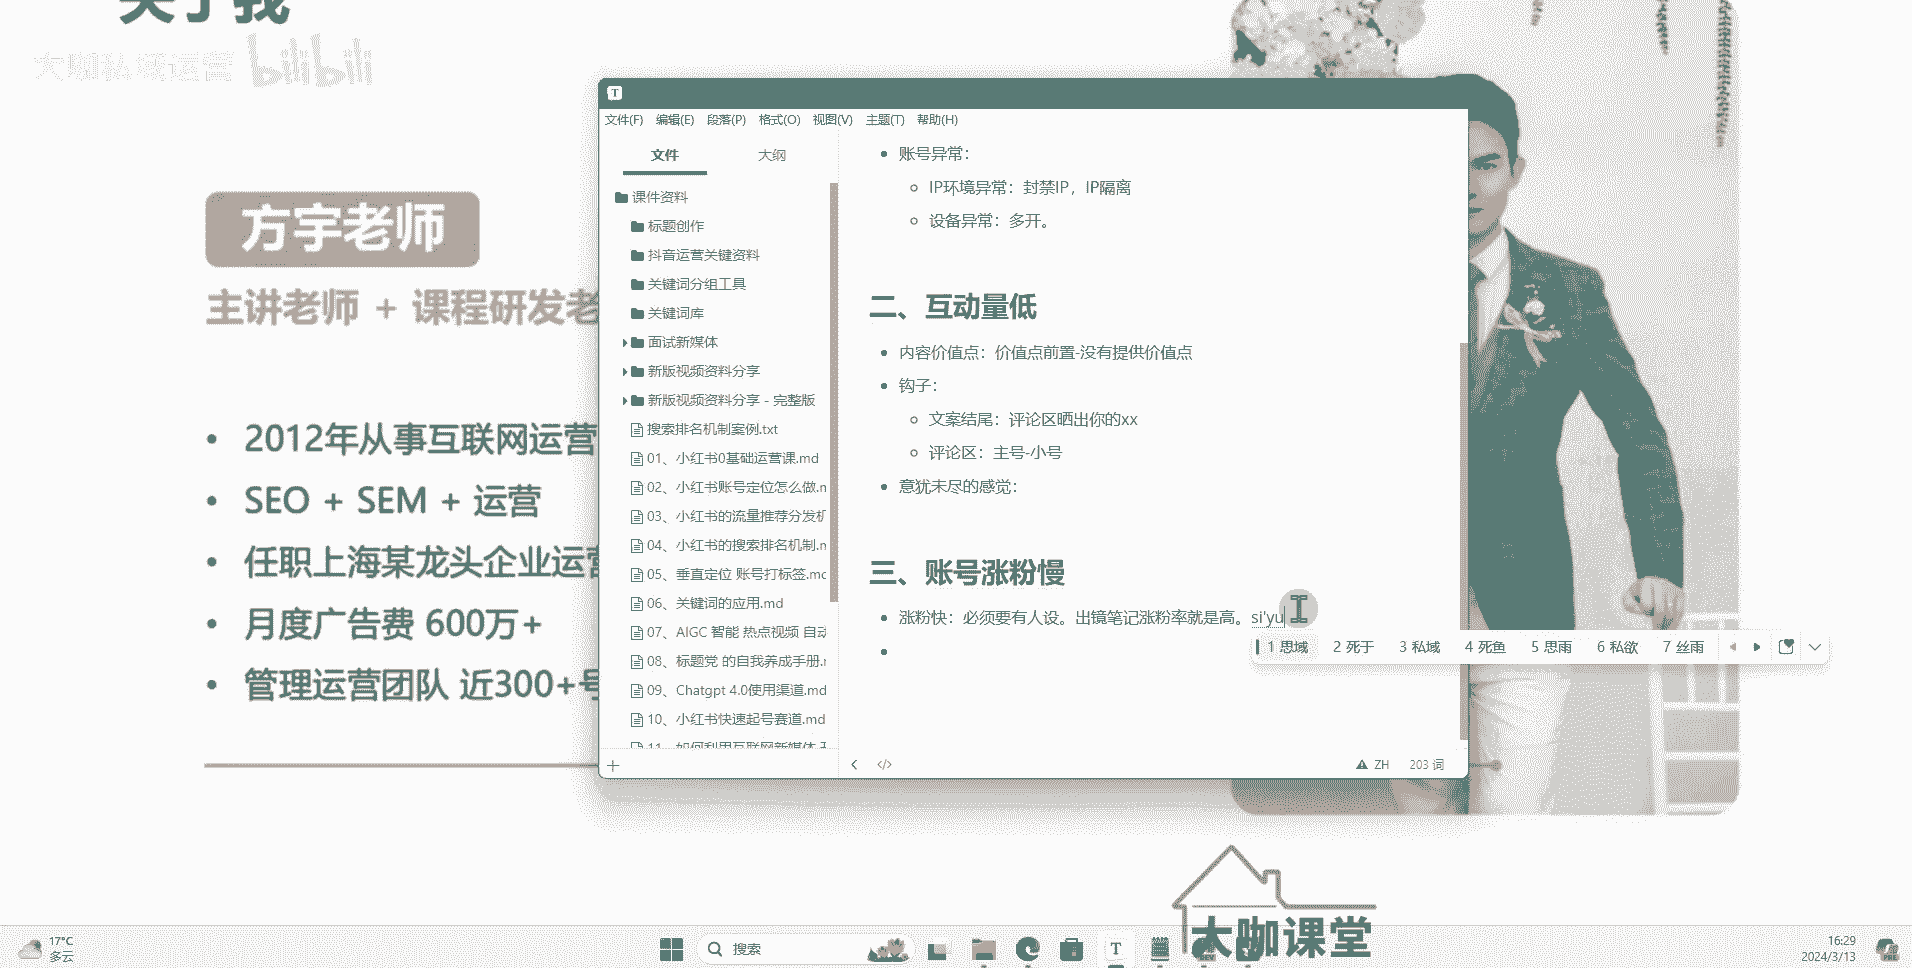 关于我
大咖私域运营 bilibili
方宇老师
主讲老师 + 课程研发老
2012年从事互联网运营
SEO + SEM + 运营
任职上海某龙头企业运营
月度广告费 600万+
管理运营团队 近300+号
T
文件(F) 编辑(E) 段落(P) 格式(O) 视图(V) 主题(T) 帮助(H)
文件 大纲
课件资料
标题创作
抖音运营关键资料
关键词分组工具
关键词库
面试新媒体
新版视频资料分享
新版视频资料分享 - 完整版
搜索排名机制案例.txt
01、小红书0基础运营课.md
02、小红书账号定位怎么做.m
03、小红书的流量推荐分发机
04、小红书的搜索排名机制.m
05、垂直定位 账号打标签.mc
06、关键词的应用.md
07、AIGC 智能 热点视频 自动
08、标题党 的自我养成手册.m
09、Chatgpt 4.0使用渠道.md
10、小红书快速起号赛道.md
11、如何利用互联网新媒体
账号异常：
IP环境异常：封禁IP，IP隔离
设备异常：多开。
二、互动量低
内容价值点：价值点前置-没有提供价值点
钩子：
文案结尾：评论区晒出你的xx
评论区：主号-小号
意犹未尽的感觉：
三、账号涨粉慢
涨粉快：必须要有人设。出镜笔记涨粉率就是高。si'yu
1 思域 2 死于 3 私域 4 死鱼 5 思雨 6 私欲 7 丝雨
ZH 203 词
大咖课堂
17°C
多云
搜索
16:29
2024/3/13